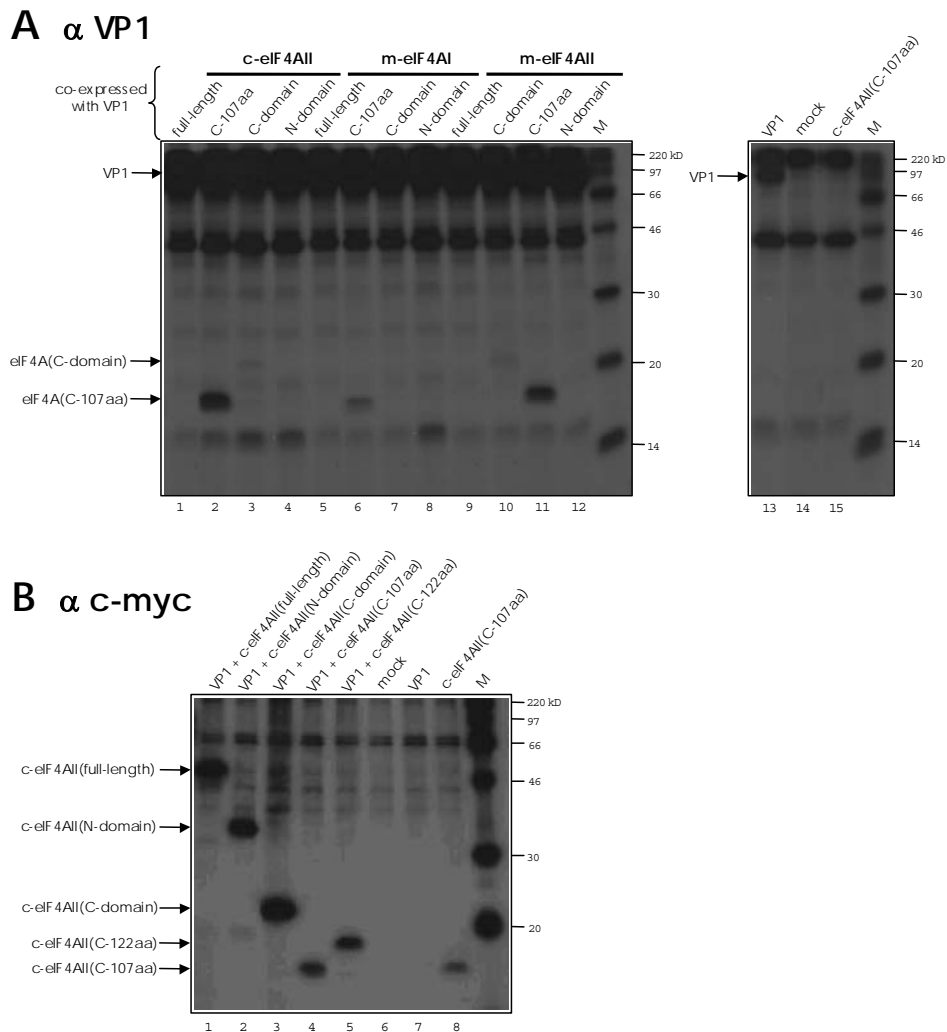 A α VP1
c-eIF4AII m-eIF4AI m-eIF4AII
co-expressed
with VP1
full-length C-107aa C-domain N-domain full-length C-107aa C-domain N-domain full-length C-domain C-107aa N-domain M
VP1 mock c-eIF4AII(C-107aa) M
VP1
220 kD
97
66
46
30
20
14
eIF4A(C-domain)
eIF4A(C-107aa)
1 2 3 4 5 6 7 8 9 10 11 12
VP1
220 kD
97
66
46
30
20
14
13 14 15
B α c-myc
VP1 + c-eIF4AII(full-length)
VP1 + c-eIF4AII(N-domain)
VP1 + c-eIF4AII(C-domain)
VP1 + c-eIF4AII(C-107aa)
VP1 + c-eIF4AII(C-122aa)
mock
VP1
c-eIF4AII(C-107aa)
M
220 kD
97
66
46
30
20
c-eIF4AII(full-length)
c-eIF4AII(N-domain)
c-eIF4AII(C-domain)
c-eIF4AII(C-122aa)
c-eIF4AII(C-107aa)
1 2 3 4 5 6 7 8